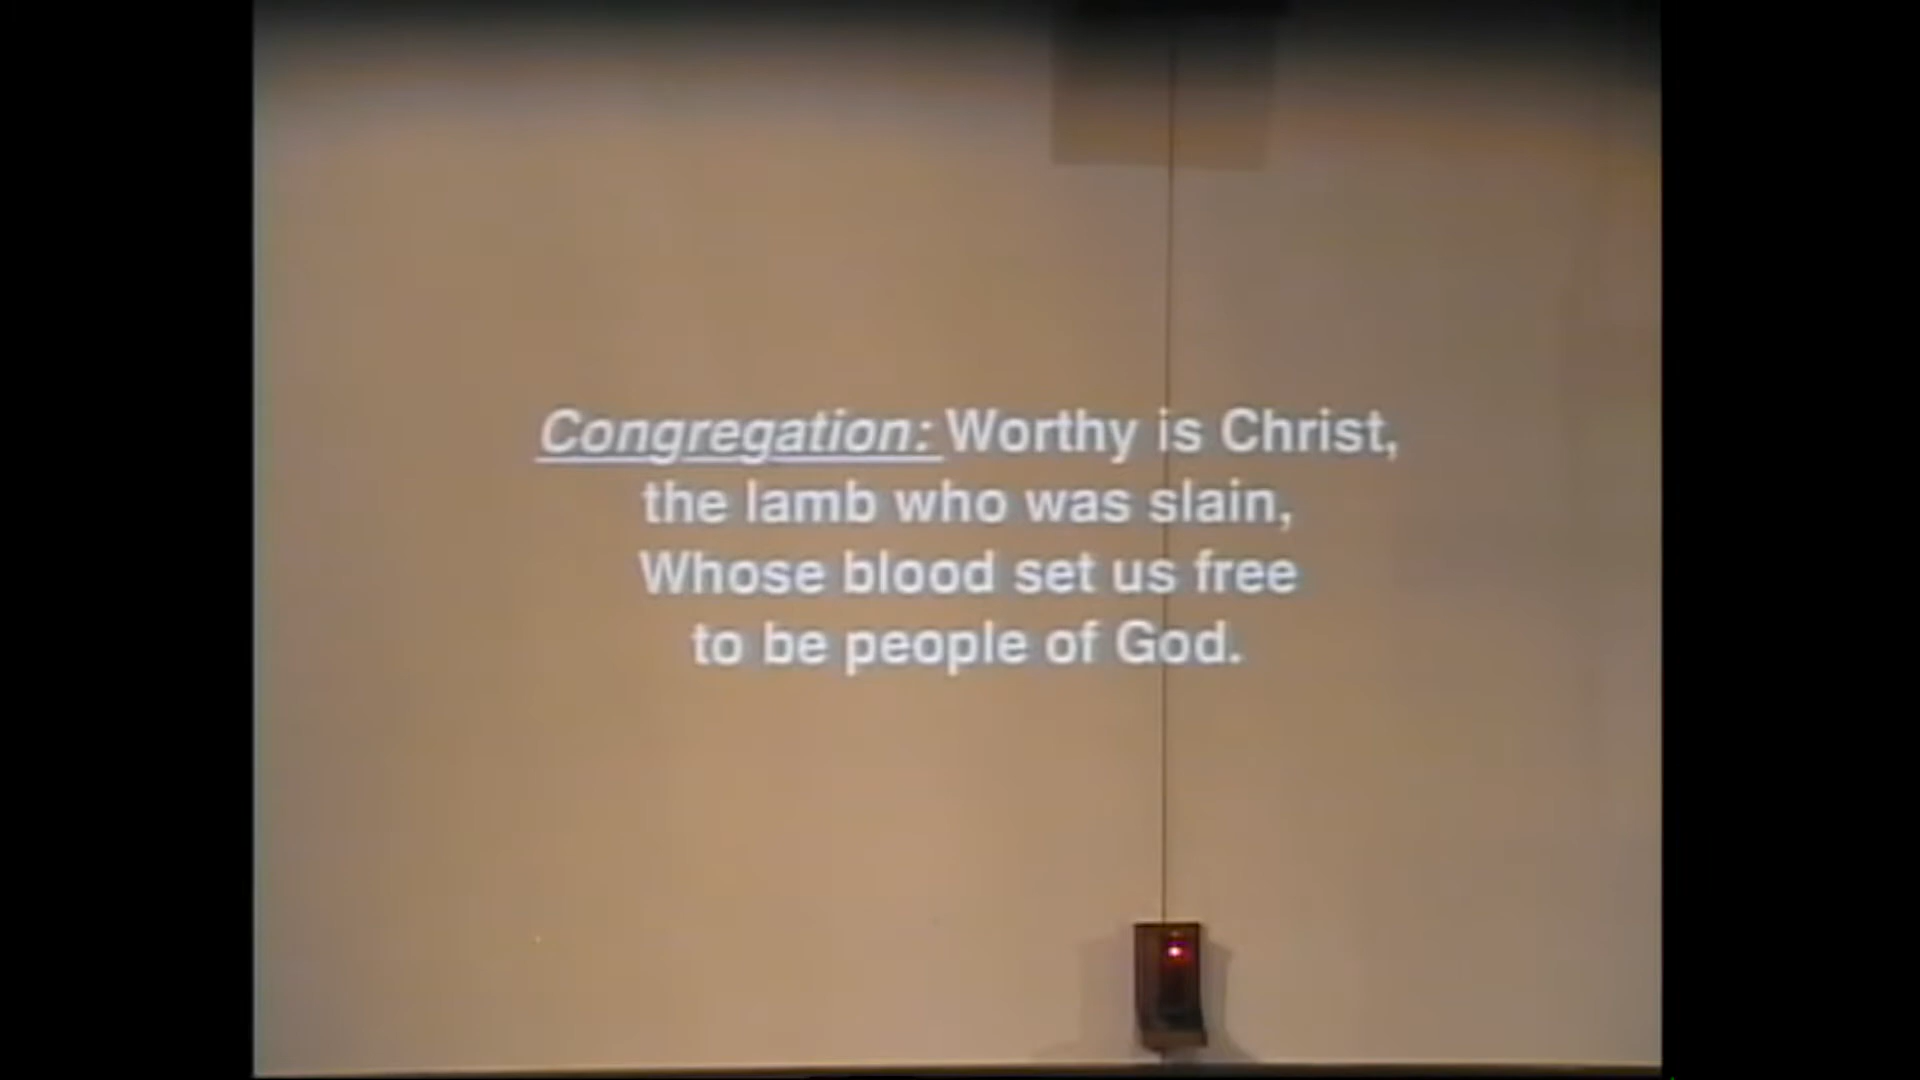 Congregation: Worthy is Christ,
the lamb who was slain,
Whose blood set us free
to be people of God.